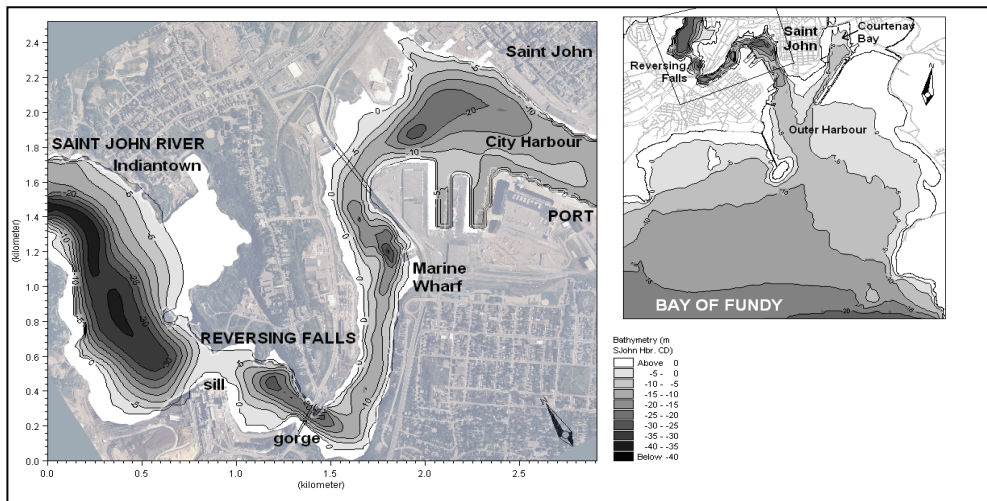 2.4
2.2
2.0
1.8
1.6
1.4
1.2
1.0
0.8
0.6
0.4
0.2
0.0
(kilometer)
0.0
0.5
1.0
1.5
2.0
2.5
(kilometer)
Saint John
City Harbour
PORT
SAINT JOHN RIVER
Indiantown
Marine
Wharf
REVERSING FALLS
sill
gorge
Saint
John
Courtenay
Bay
Reversing
Falls
Outer Harbour
BAY OF FUNDY
Bathymetry (m
SJohn Hbr. CD)
Above 0
-5 - 0
-10 - -5
-15 - -10
-20 - -15
-25 - -20
-30 - -25
-35 - -30
-40 - -35
Below -40